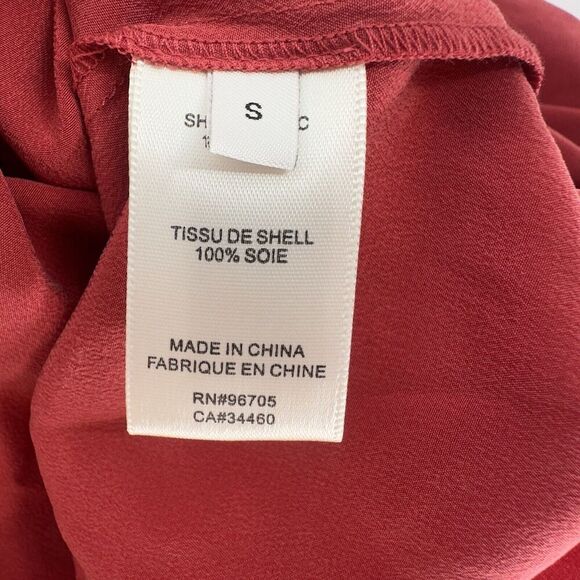 S
TISSU DE SHELL
100% SOIE
MADE IN CHINA
FABRIQUE EN CHINE
RN#96705
CA#34460